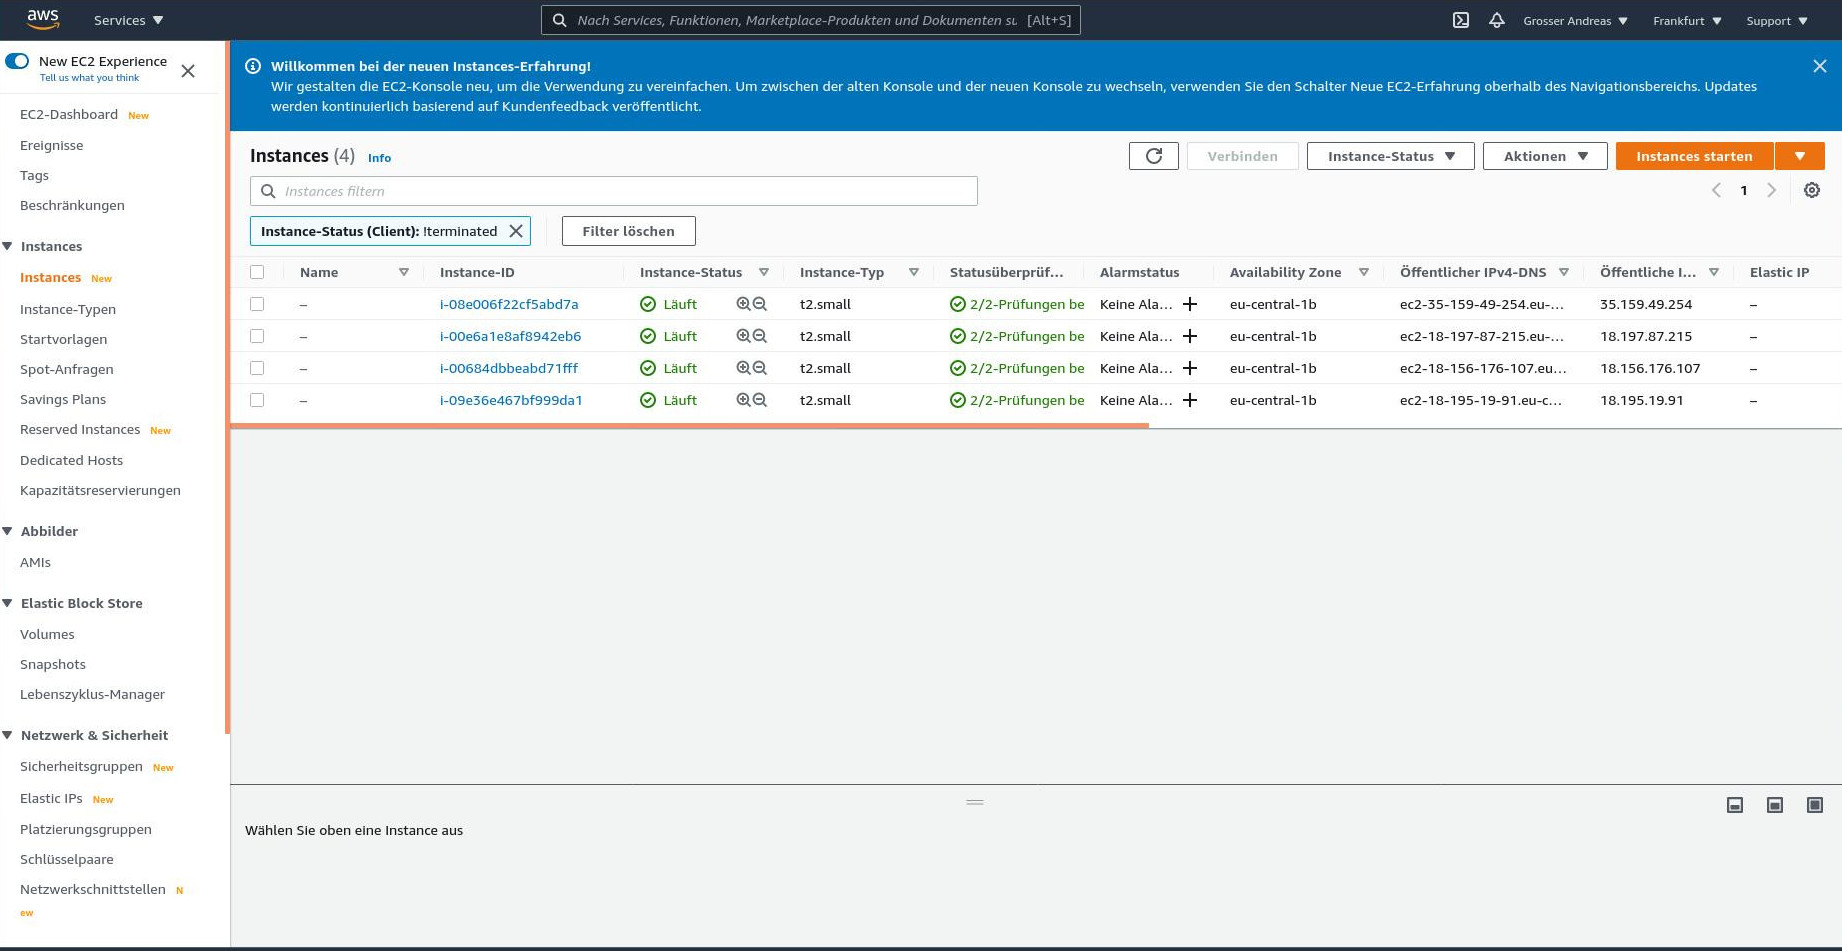 aws
Services
Nach Services, Funktionen, Marketplace-Produkten und Dokumenten su
[Alt+S]
Grosser Andreas
Frankfurt
Support
New EC2 Experience
Tell us what you think
EC2-Dashboard New
Ereignisse
Tags
Beschränkungen
Instances
Instances New
Instance-Typen
Startvorlagen
Spot-Anfragen
Savings Plans
Reserved Instances New
Dedicated Hosts
Kapazitätsreservierungen
Abbilder
AMIs
Elastic Block Store
Volumes
Snapshots
Lebenszyklus-Manager
Netzwerk & Sicherheit
Sicherheitsgruppen New
Elastic IPs New
Platzierungsgruppen
Schlüsselpaare
Netzwerkschnittstellen N
ew
Willkommen bei der neuen Instances-Erfahrung!
Wir gestalten die EC2-Konsole neu, um die Verwendung zu vereinfachen. Um zwischen der alten Konsole und der neuen Konsole zu wechseln, verwenden Sie den Schalter Neue EC2-Erfahrung oberhalb des Navigationsbereichs. Updates
werden kontinuierlich basierend auf Kundenfeedback veröffentlicht.
Instances (4) Info
Verbinden
Instance-Status
Aktionen
Instances starten
Instances filtern
1
Instance-Status (Client): !terminated
Filter löschen
Name Instance-ID Instance-Status Instance-Typ Statusüberprüf... Alarmstatus Availability Zone Öffentlicher IPv4-DNS Öffentliche I... Elastic IP
– i-08e006f22cf5abd7a Läuft t2.small 2/2-Prüfungen be Keine Ala... eu-central-1b ec2-35-159-49-254.eu-... 35.159.49.254 –
– i-00e6a1e8af8942eb6 Läuft t2.small 2/2-Prüfungen be Keine Ala... eu-central-1b ec2-18-197-87-215.eu-... 18.197.87.215 –
– i-00684dbbeabd71fff Läuft t2.small 2/2-Prüfungen be Keine Ala... eu-central-1b ec2-18-156-176-107.eu... 18.156.176.107 –
– i-09e36e467bf999da1 Läuft t2.small 2/2-Prüfungen be Keine Ala... eu-central-1b ec2-18-195-19-91.eu-c... 18.195.19.91 –
Wählen Sie oben eine Instance aus